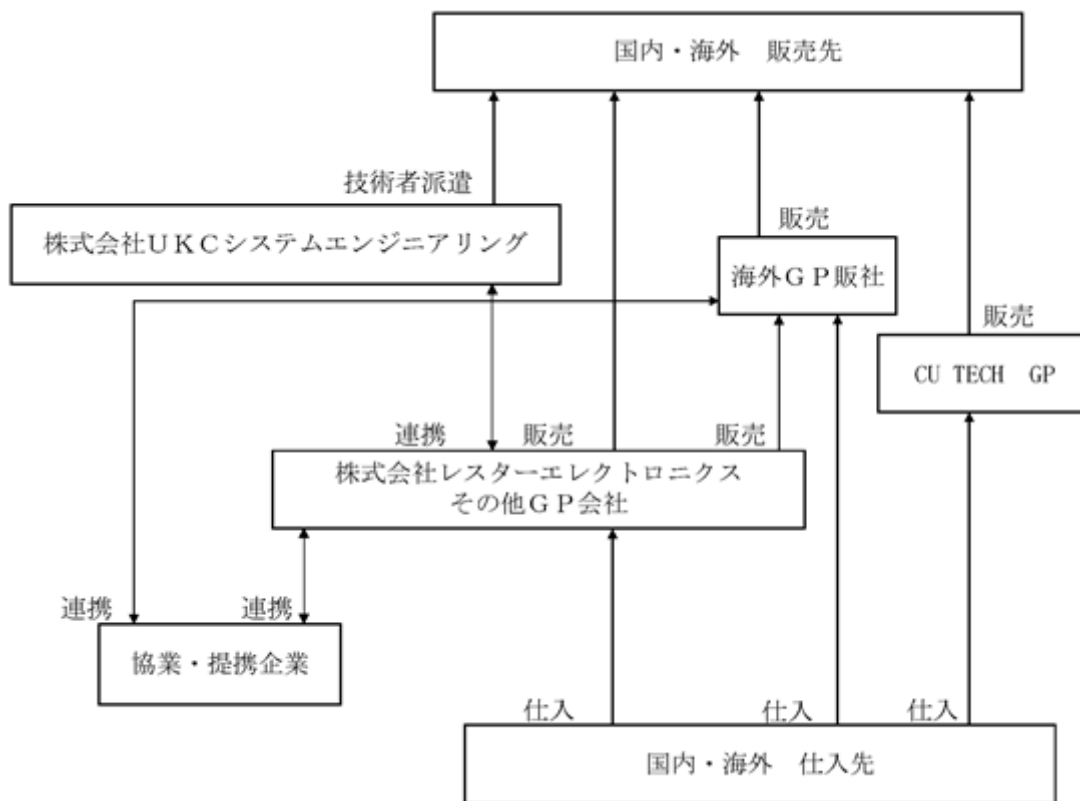 国内・海外　販売先
技術者派遣
株式会社ＵＫＣシステムエンジニアリング
販売
海外ＧＰ販社
販売
CU TECH　GP
連携
販売
販売
株式会社レスターエレクトロニクス
その他ＧＰ会社
連携
連携
協業・提携企業
仕入
仕入
仕入
国内・海外　仕入先